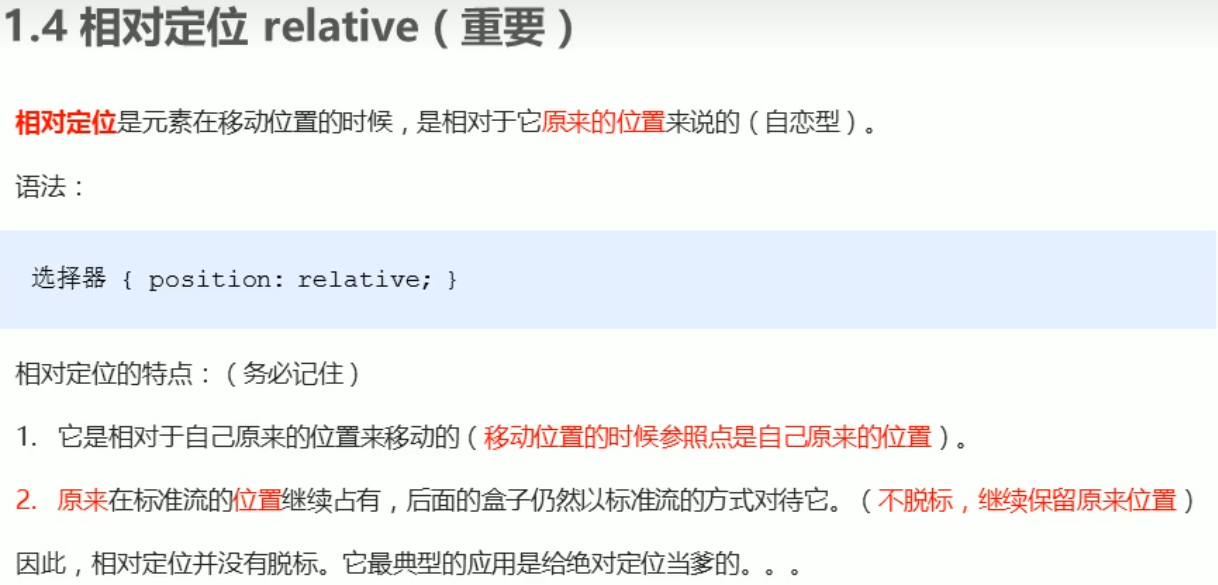 1.4 相对定位 relative（重要）
相对定位是元素在移动位置的时候，是相对于它原来的位置来说的（自恋型）。
语法：
选择器 { position: relative; }
相对定位的特点：（务必记住）
1. 它是相对于自己原来的位置来移动的（移动位置的时候参照点是自己原来的位置）。
2. 原来在标准流的位置继续占有，后面的盒子仍然以标准流的方式对待它。（不脱标，继续保留原来位置）
因此，相对定位并没有脱标。它最典型的应用是给绝对定位当爹的。。。